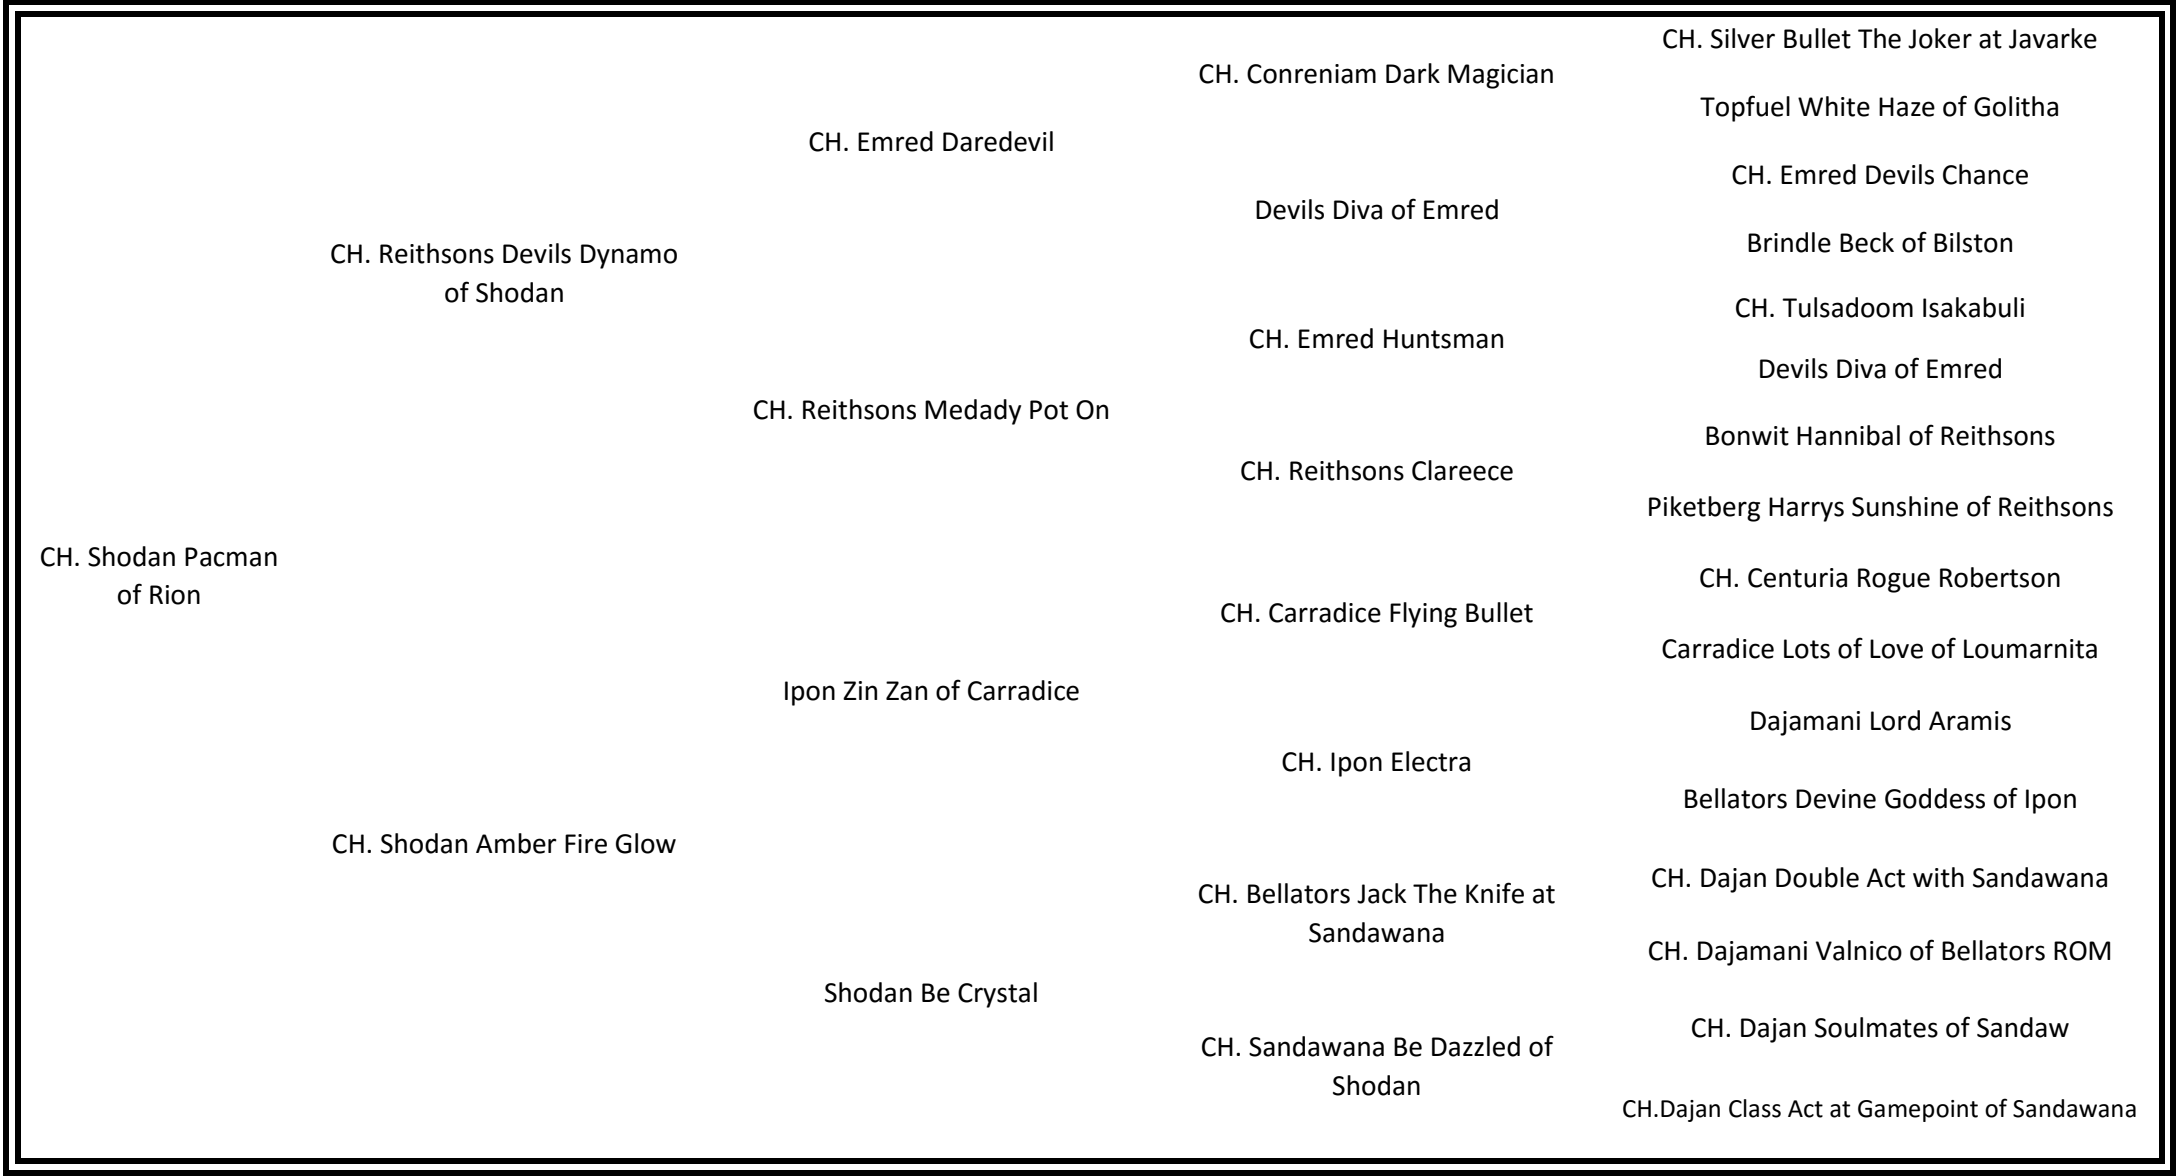 CH. Silver Bullet The Joker at Javarke
CH. Conreniam Dark Magician
Topfuel White Haze of Golitha
CH. Emred Daredevil
CH. Emred Devils Chance
Devils Diva of Emred
Brindle Beck of Bilston
CH. Reithsons Devils Dynamo
of Shodan
CH. Tulsadoom Isakabuli
CH. Emred Huntsman
Devils Diva of Emred
CH. Reithsons Medady Pot On
Bonwit Hannibal of Reithsons
CH. Reithsons Clareece
Piketberg Harrys Sunshine of Reithsons
CH. Shodan Pacman
of Rion
CH. Centuria Rogue Robertson
CH. Carradice Flying Bullet
Carradice Lots of Love of Loumarnita
Ipon Zin Zan of Carradice
Dajamani Lord Aramis
CH. Ipon Electra
Bellators Devine Goddess of Ipon
CH. Shodan Amber Fire Glow
CH. Dajan Double Act with Sandawana
CH. Bellators Jack The Knife at
Sandawana
CH. Dajamani Valnico of Bellators ROM
Shodan Be Crystal
CH. Dajan Soulmates of Sandaw
CH. Sandawana Be Dazzled of
Shodan
CH.Dajan Class Act at Gamepoint of Sandawana